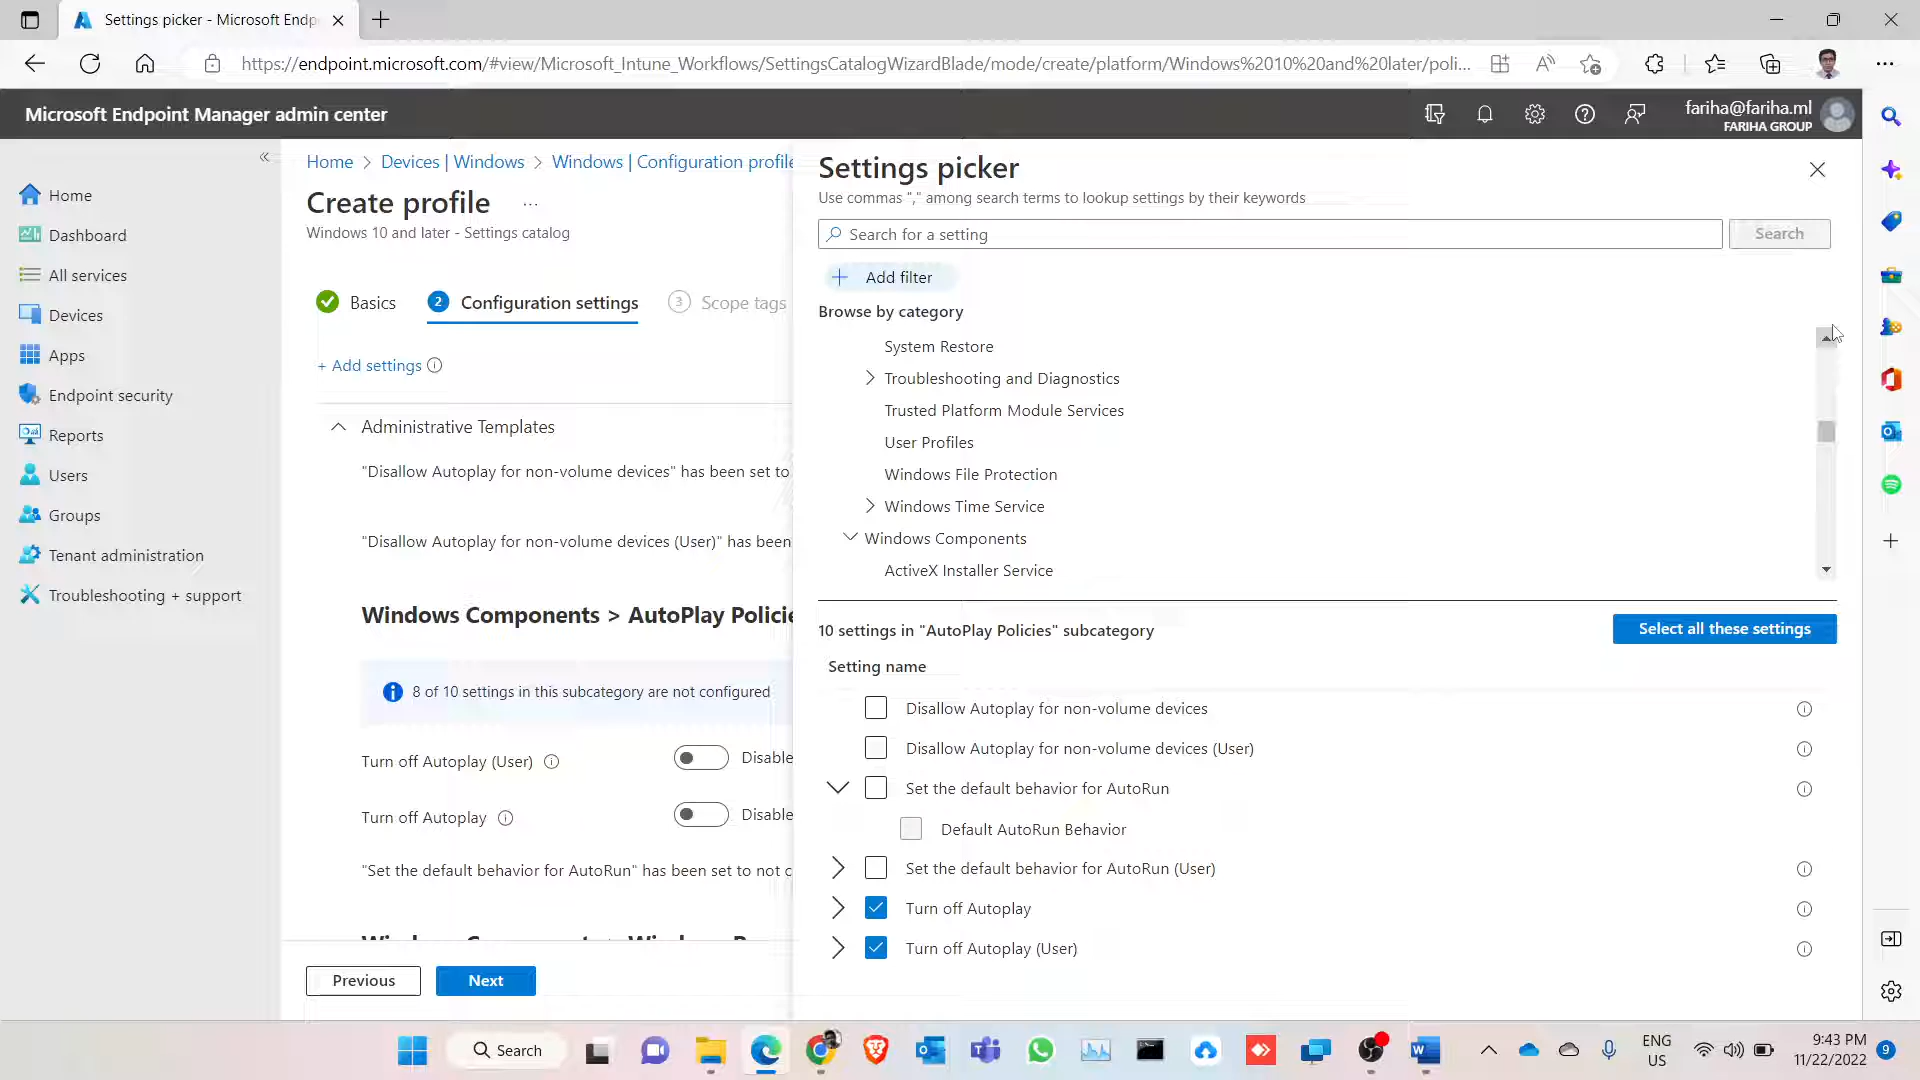 Settings picker - Microsoft Endp
https://endpoint.microsoft.com/#view/Microsoft_Intune_Workflows/SettingsCatalogWizardBlade/mode/create/platform/Windows%2010%20and%20later/poli...
Microsoft Endpoint Manager admin center
fariha@fariha.ml
FARIHA GROUP
Home
Dashboard
All services
Devices
Apps
Endpoint security
Reports
Users
Groups
Tenant administration
Troubleshooting + support
Home > Devices | Windows > Windows | Configuration profile
Create profile ...
Windows 10 and later - Settings catalog
Basics
2 Configuration settings
3 Scope tags
+ Add settings
Administrative Templates
"Disallow Autoplay for non-volume devices" has been set to
"Disallow Autoplay for non-volume devices (User)" has been
Windows Components > AutoPlay Policie
8 of 10 settings in this subcategory are not configured
Turn off Autoplay (User)
Disable
Turn off Autoplay
Disable
"Set the default behavior for AutoRun" has been set to not c
Previous
Next
Settings picker
Use commas "," among search terms to lookup settings by their keywords
Search for a setting
Search
Add filter
Browse by category
System Restore
Troubleshooting and Diagnostics
Trusted Platform Module Services
User Profiles
Windows File Protection
Windows Time Service
Windows Components
ActiveX Installer Service
10 settings in "AutoPlay Policies" subcategory
Select all these settings
Setting name
Disallow Autoplay for non-volume devices
Disallow Autoplay for non-volume devices (User)
Set the default behavior for AutoRun
Default AutoRun Behavior
Set the default behavior for AutoRun (User)
Turn off Autoplay
Turn off Autoplay (User)
Search
ENG
US
9:43 PM
11/22/2022
9